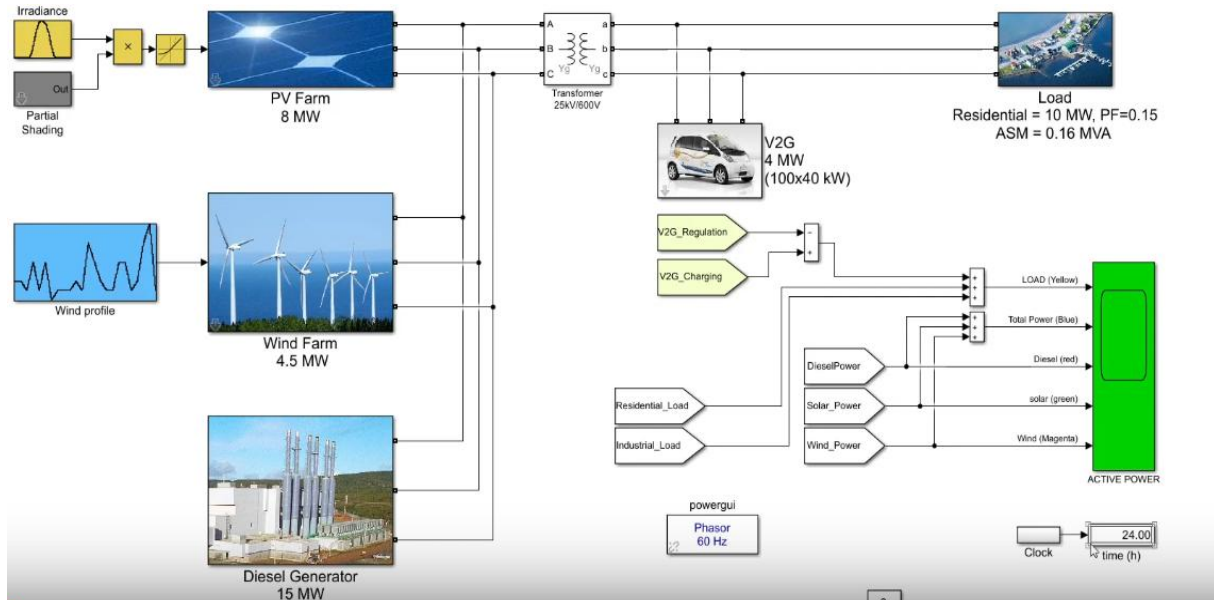 Irradiance
×
Out
Partial
Shading
PV Farm
8 MW
A
B
C
a
b
c
Yg
Yg
Transformer
25kV/600V
Load
Residential = 10 MW, PF=0.15
ASM = 0.16 MVA
V2G
4 MW
(100x40 kW)
Wind profile
Wind Farm
4.5 MW
V2G_Regulation
V2G_Charging
−
+
+
+
+
+
+
+
LOAD (Yellow)
Total Power (Blue)
Diesel (red)
solar (green)
Wind (Magenta)
DieselPower
Solar_Power
Wind_Power
Residential_Load
Industrial_Load
ACTIVE POWER
powergui
Phasor
60 Hz
Clock
24.00
time (h)
Diesel Generator
15 MW